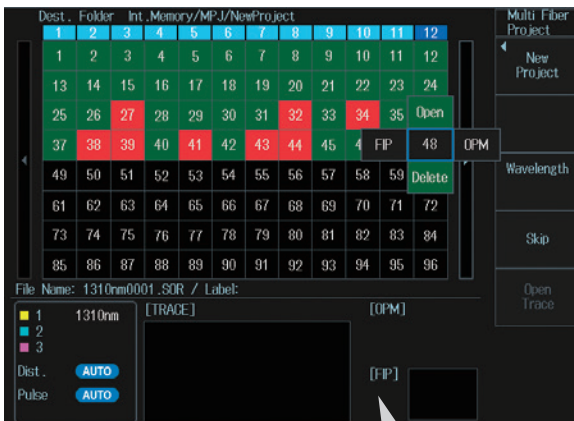 Dest. Folder Int.Memory/MPJ/NewProject
Multi Fiber
Project
1 2 3 4 5 6 7 8 9 10 11 12
1 2 3 4 5 6 7 8 9 10 11 12
New
Project
13 14 15 16 17 18 19 20 21 22 23 24
25 26 27 28 29 30 31 32 33 34 35 Open
37 38 39 40 41 42 43 44 45 4 FIP 48 OPM
49 50 51 52 53 54 55 56 57 58 59 Delete
Wavelength
61 62 63 64 65 66 67 68 69 70 71 72
73 74 75 76 77 78 79 80 81 82 83 84
Skip
85 86 87 88 89 90 91 92 93 94 95 96
File Name: 1310nm0001.SOR / Label:
Open
Trace
1 1310nm
[TRACE]
[OPM]
2
3
Dist. AUTO
[FIP]
Pulse AUTO